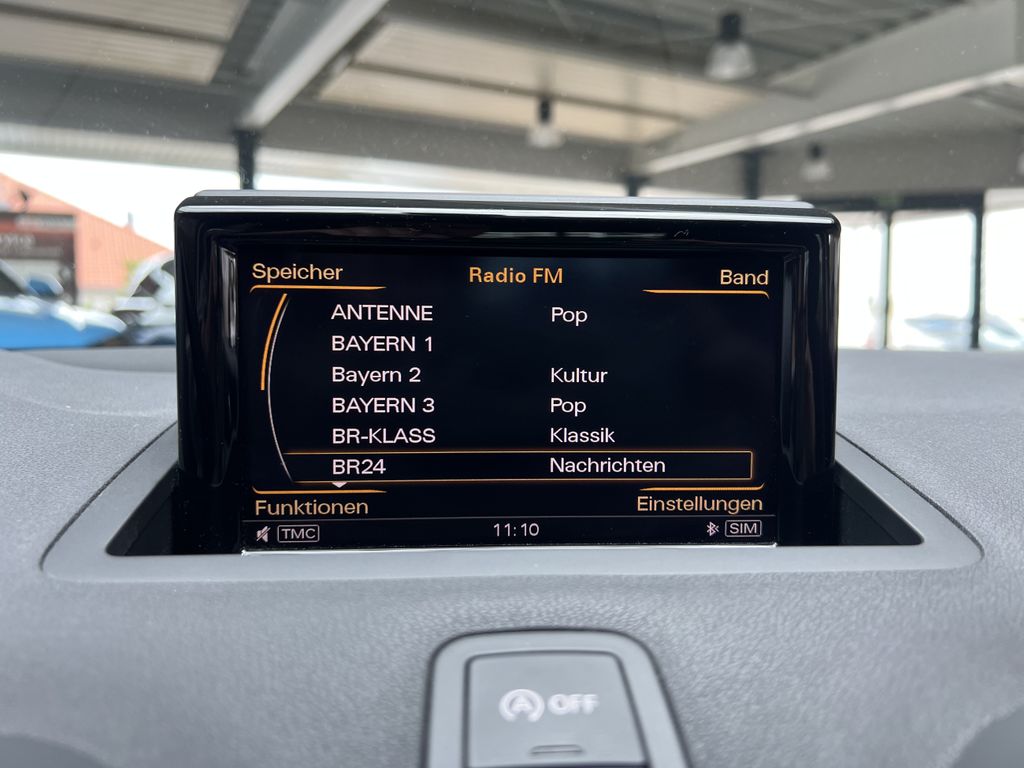 Speicher Radio FM Band
ANTENNE Pop
BAYERN 1
Bayern 2 Kultur
BAYERN 3 Pop
BR-KLASS Klassik
BR24 Nachrichten
Funktionen Einstellungen
TMC 11:10 SIM
A OFF